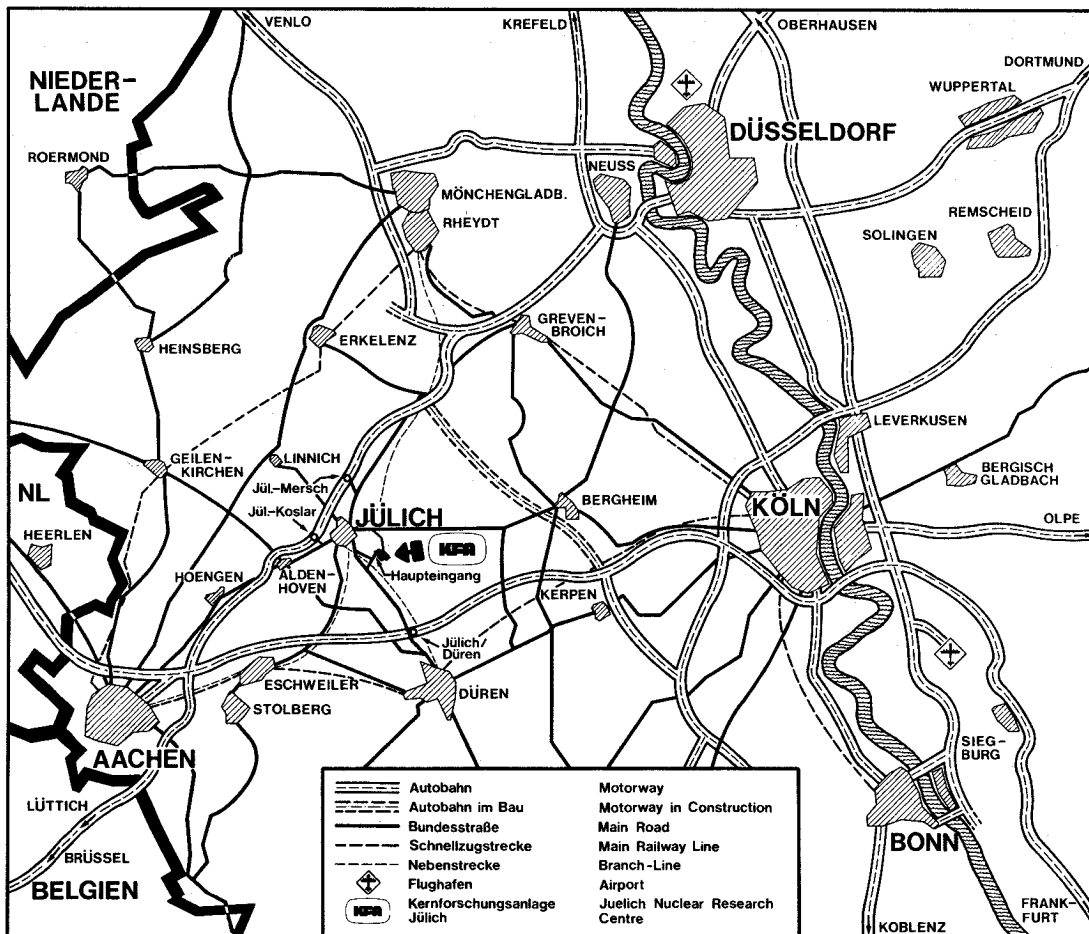 VENLO
KREFELD
OBERHAUSEN
DORTMUND
NIEDER-
LANDE
WUPPERTAL
DÜSSELDORF
ROERMOND
NEUSS
MÖNCHENGLADB.
RHEYDT
REMSCHEID
SOLINGEN
GREVEN-
BROICH
ERKELENZ
HEINSBERG
LEVERKUSEN
GEILEN-
KIRCHEN
LINNICH
BERGISCH
GLADBACH
NL
Jül.-Mersch
BERGHEIM
KÖLN
Jül.-Koslar
JÜLICH
OLPE
HEERLEN
KFA
HOENGEN
ALDEN-
HOVEN
Haupteingang
KERPEN
Jülich/
Düren
ESCHWEILER
DÜREN
STOLBERG
SIEG-
BURG
AACHEN
LÜTTICH
BRÜSSEL
BELGIEN
BONN
FRANK-
FURT
KOBLENZ
Autobahn Motorway
Autobahn im Bau Motorway in Construction
Bundesstraße Main Road
Schnellzugstrecke Main Railway Line
Nebenstrecke Branch-Line
Flughafen Airport
KFA Kernforschungsanlage Juelich Nuclear Research
Jülich Centre